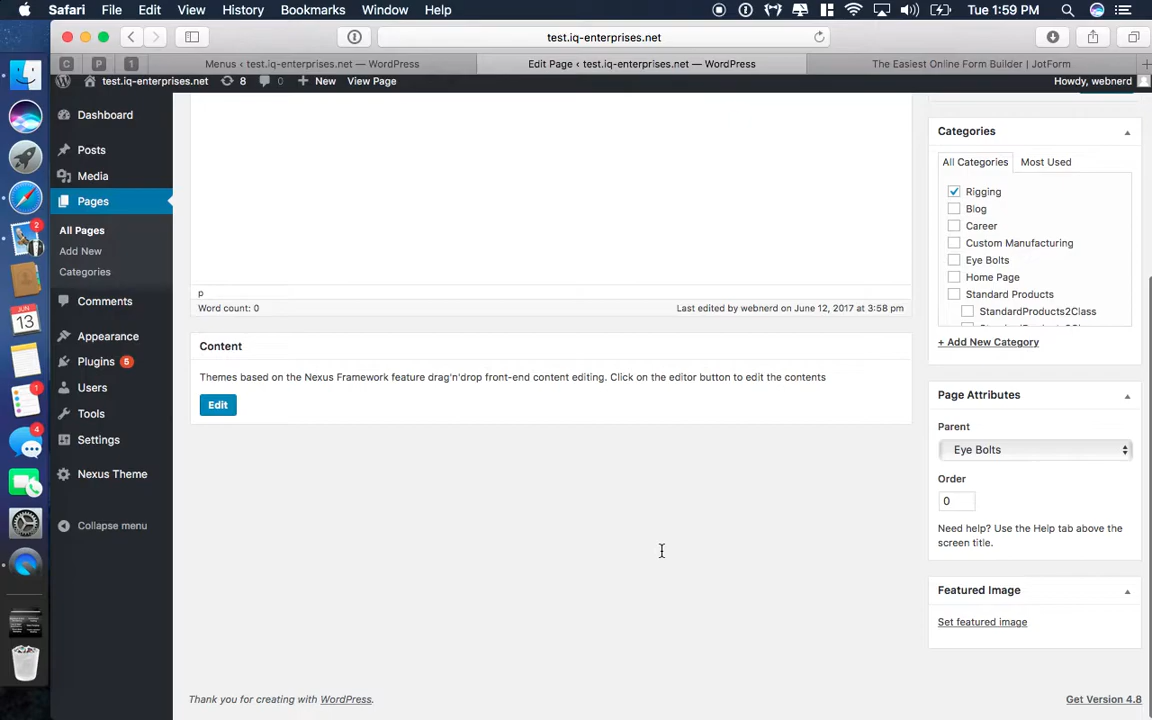 Safari File Edit View History Bookmarks Window Help Tue 1:59 PM
test.iq-enterprises.net
C P 1 Menus ‹ test.iq-enterprises.net — WordPress Edit Page ‹ test.iq-enterprises.net — WordPress The Easiest Online Form Builder | JotForm
test.iq-enterprises.net 8 0 + New View Page Howdy, webnerd
Dashboard
Posts
Media
Pages
All Pages
Add New
Categories
Comments
Appearance
Plugins 5
Users
Tools
Settings
Nexus Theme
Collapse menu
2
JUN
13
1
4
p
Word count: 0 Last edited by webnerd on June 12, 2017 at 3:58 pm
Content
Themes based on the Nexus Framework feature drag'n'drop front-end content editing. Click on the editor button to edit the contents
Edit
Categories
All Categories Most Used
Rigging
Blog
Career
Custom Manufacturing
Eye Bolts
Home Page
Standard Products
StandardProducts2Class
+ Add New Category
Page Attributes
Parent
Eye Bolts
Order
0
Need help? Use the Help tab above the
screen title.
Featured Image
Set featured image
Thank you for creating with WordPress. Get Version 4.8